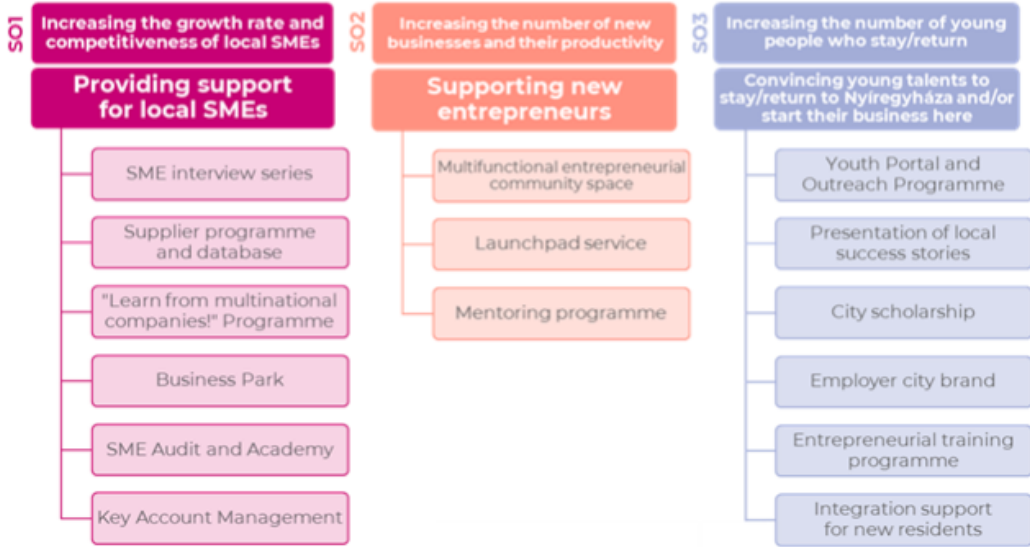 SO1
Increasing the growth rate and
competitiveness of local SMEs
Providing support
for local SMEs
SME interview series
Supplier programme
and database
"Learn from multinational
companies!" Programme
Business Park
SME Audit and Academy
Key Account Management
SO2
Increasing the number of new
businesses and their productivity
Supporting new
entrepreneurs
Multifunctional entrepreneurial
community space
Launchpad service
Mentoring programme
SO3
Increasing the number of young
people who stay/return
Convincing young talents to
stay/return to Nyíregyháza and/or
start their business here
Youth Portal and
Outreach Programme
Presentation of local
success stories
City scholarship
Employer city brand
Entrepreneurial training
programme
Integration support
for new residents